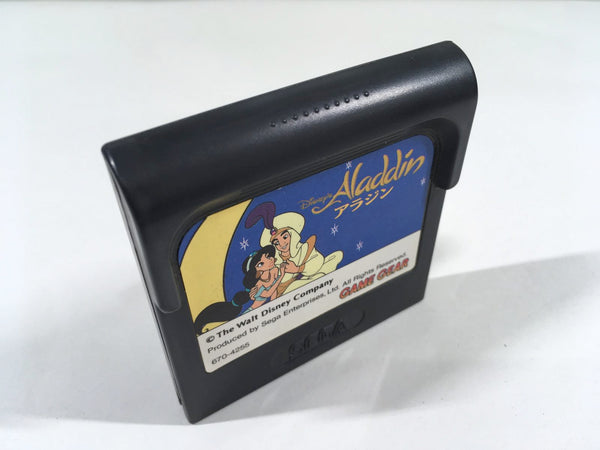 Disney's Aladdin
アラジン
© The Walt Disney Company
Produced by Sega Enterprises, Ltd. All Rights Reserved.
670-4255
GAME GEAR
SEGA